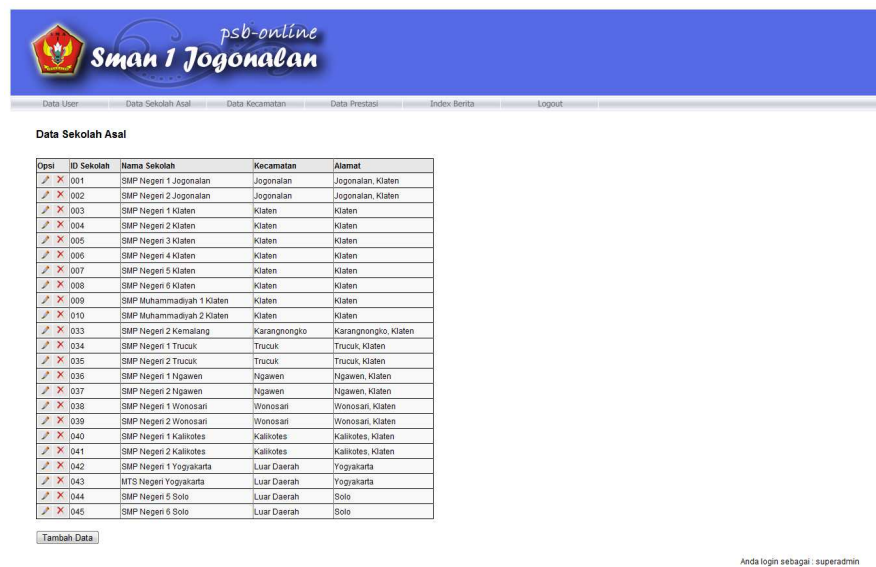 psb-online
Sman 1 Jogonalan
Data User Data Sekolah Asal Data Kecamatan Data Prestasi Index Berita Logout
Data Sekolah Asal
Opsi ID Sekolah Nama Sekolah Kecamatan Alamat
001 SMP Negeri 1 Jogonalan Jogonalan Jogonalan, Klaten
002 SMP Negeri 2 Jogonalan Jogonalan Jogonalan, Klaten
003 SMP Negeri 1 Klaten Klaten Klaten
004 SMP Negeri 2 Klaten Klaten Klaten
005 SMP Negeri 3 Klaten Klaten Klaten
006 SMP Negeri 4 Klaten Klaten Klaten
007 SMP Negeri 5 Klaten Klaten Klaten
008 SMP Negeri 6 Klaten Klaten Klaten
009 SMP Muhammadiyah 1 Klaten Klaten Klaten
010 SMP Muhammadiyah 2 Klaten Klaten Klaten
033 SMP Negeri 2 Kemalang Karangnongko Karangnongko, Klaten
034 SMP Negeri 1 Trucuk Trucuk Trucuk, Klaten
035 SMP Negeri 2 Trucuk Trucuk Trucuk, Klaten
036 SMP Negeri 1 Ngawen Ngawen Ngawen, Klaten
037 SMP Negeri 2 Ngawen Ngawen Ngawen, Klaten
038 SMP Negeri 1 Wonosari Wonosari Wonosari, Klaten
039 SMP Negeri 2 Wonosari Wonosari Wonosari, Klaten
040 SMP Negeri 1 Kalikotes Kalikotes Kalikotes, Klaten
041 SMP Negeri 2 Kalikotes Kalikotes Kalikotes, Klaten
042 SMP Negeri 1 Yogyakarta Luar Daerah Yogyakarta
043 MTS Negeri Yogyakarta Luar Daerah Yogyakarta
044 SMP Negeri 5 Solo Luar Daerah Solo
045 SMP Negeri 6 Solo Luar Daerah Solo
Tambah Data
Anda login sebagai : superadmin